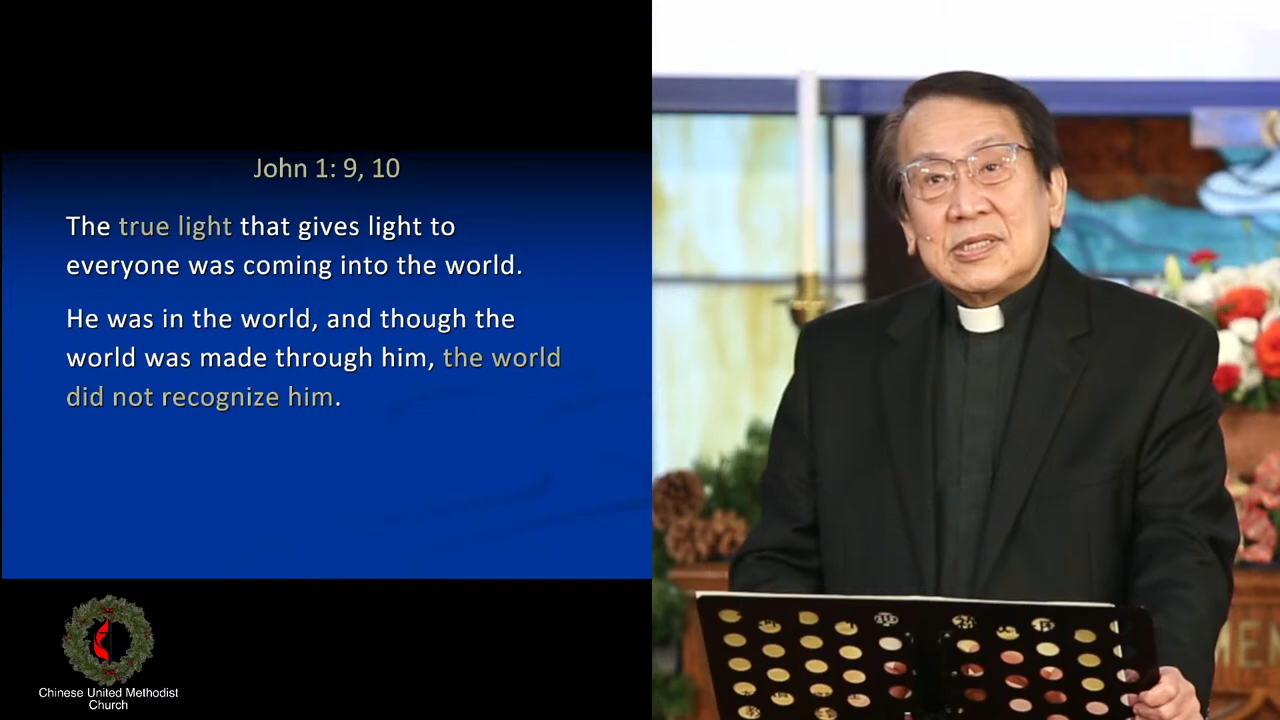 John 1: 9, 10
The true light that gives light to
everyone was coming into the world.
He was in the world, and though the
world was made through him, the world
did not recognize him.
Chinese United Methodist
Church